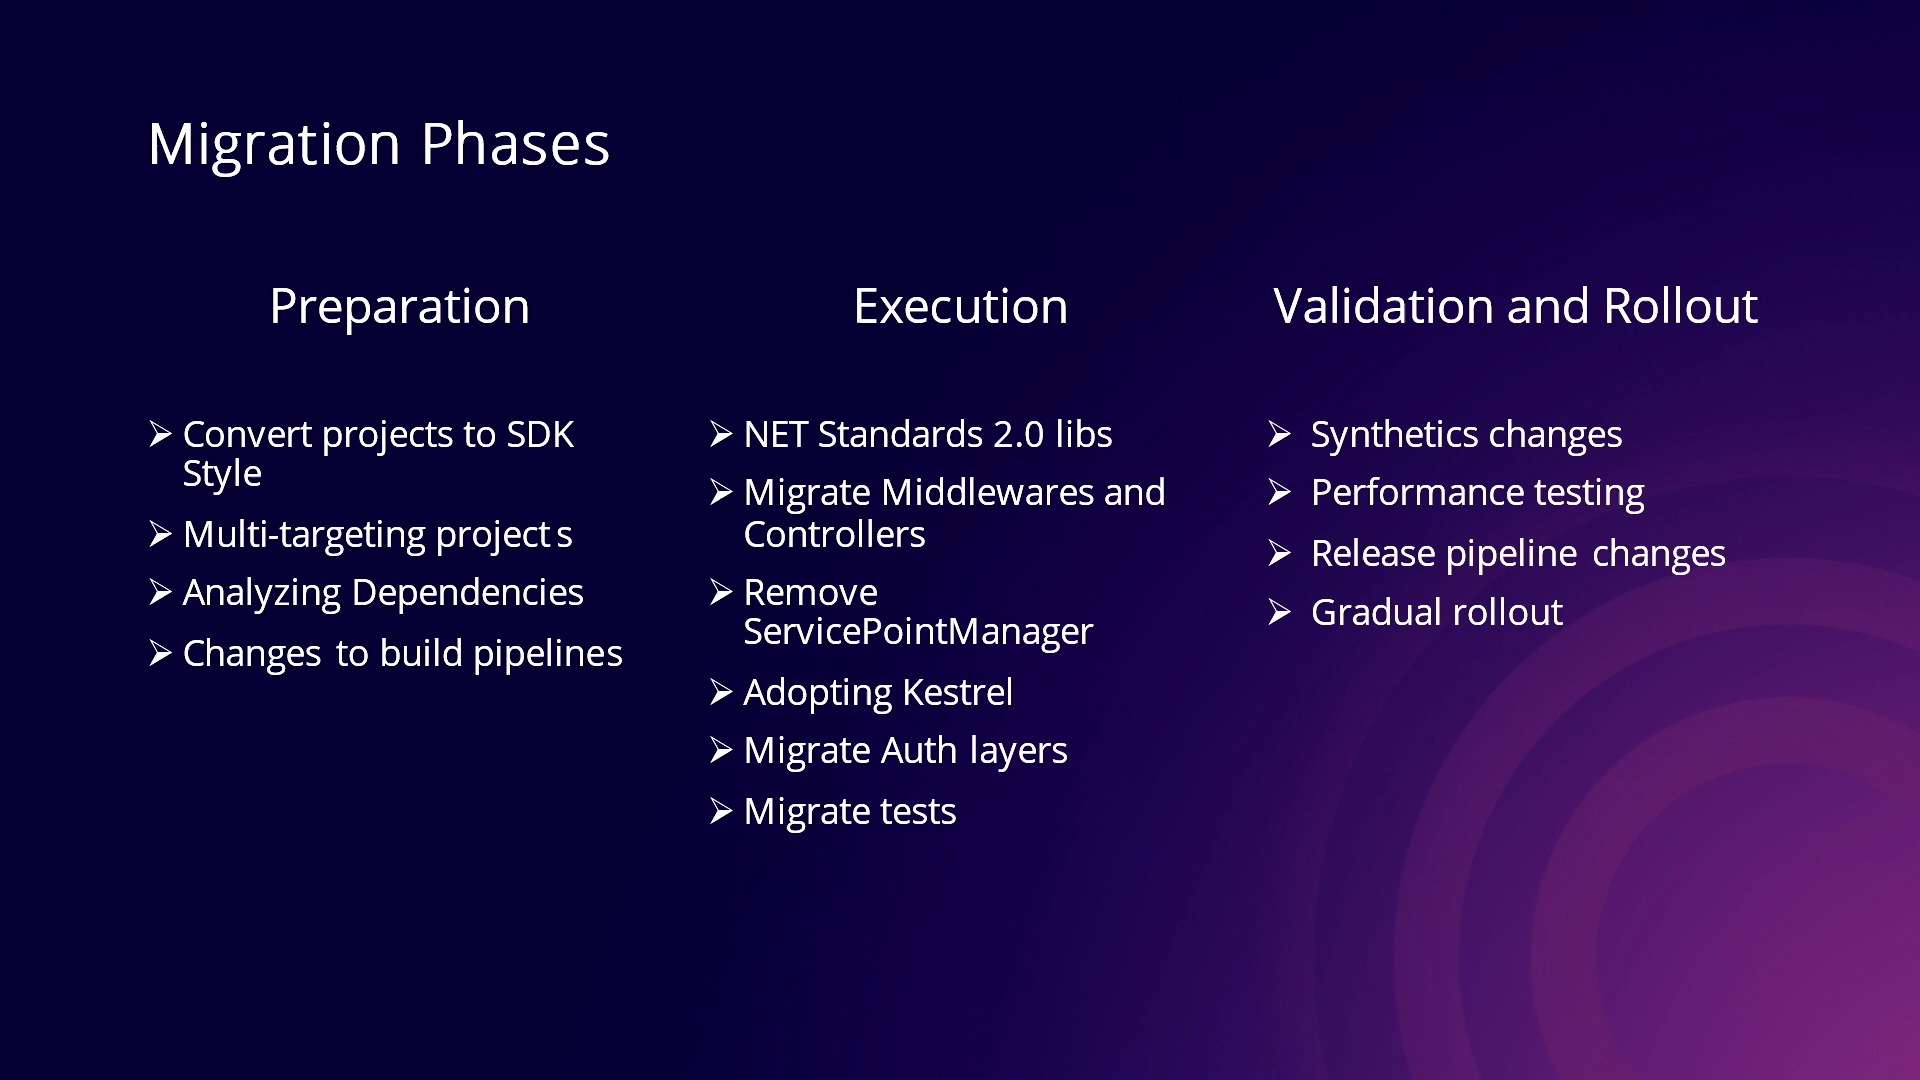 Migration Phases
Preparation
Convert projects to SDK
Style
Multi-targeting projects
Analyzing Dependencies
Changes to build pipelines
Execution
NET Standards 2.0 libs
Migrate Middlewares and
Controllers
Remove
ServicePointManager
Adopting Kestrel
Migrate Auth layers
Migrate tests
Validation and Rollout
Synthetics changes
Performance testing
Release pipeline changes
Gradual rollout